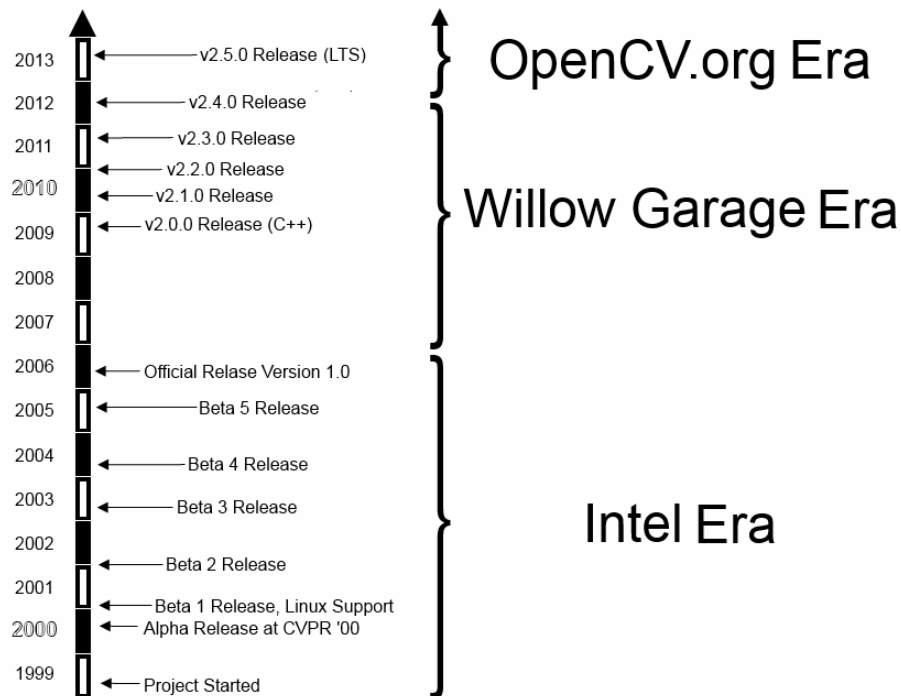 2013
v2.5.0 Release (LTS)
OpenCV.org Era
2012
v2.4.0 Release
2011
v2.3.0 Release
v2.2.0 Release
2010
v2.1.0 Release
Willow Garage Era
2009
v2.0.0 Release (C++)
2008
2007
2006
Official Relase Version 1.0
2005
Beta 5 Release
2004
Beta 4 Release
2003
Beta 3 Release
Intel Era
2002
Beta 2 Release
2001
Beta 1 Release, Linux Support
2000
Alpha Release at CVPR '00
1999
Project Started